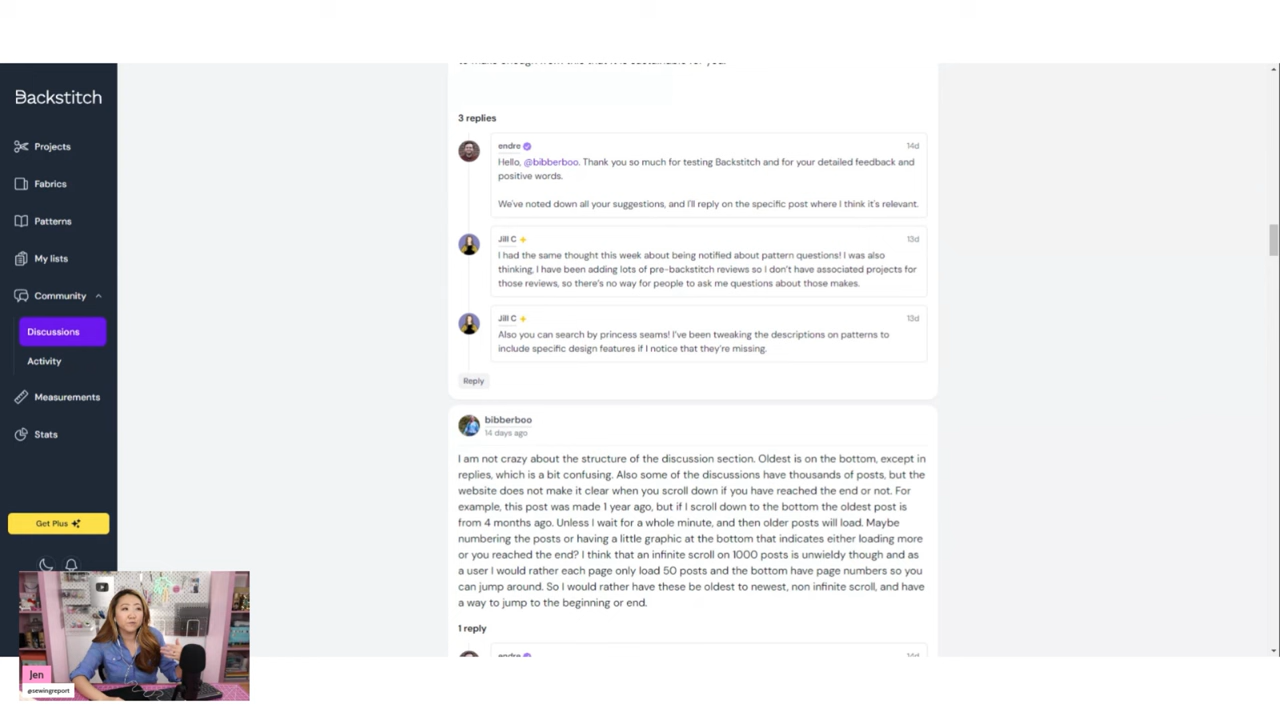 to make enough from this that it is sustainable for you.
Backstitch
Projects
Fabrics
Patterns
My lists
Community
Discussions
Activity
Measurements
Stats
Get Plus
3 replies
endre 14d
Hello, @bibberboo. Thank you so much for testing Backstitch and for your detailed feedback and
positive words.
We've noted down all your suggestions, and I'll reply on the specific post where I think it's relevant.
Jill C 13d
I had the same thought this week about being notified about pattern questions! I was also
thinking, I have been adding lots of pre-backstitch reviews so I don't have associated projects for
those reviews, so there's no way for people to ask me questions about those makes.
Jill C 13d
Also you can search by princess seams! I've been tweaking the descriptions on patterns to
include specific design features if I notice that they're missing.
Reply
bibberboo
14 days ago
I am not crazy about the structure of the discussion section. Oldest is on the bottom, except in
replies, which is a bit confusing. Also some of the discussions have thousands of posts, but the
website does not make it clear when you scroll down if you have reached the end or not. For
example, this post was made 1 year ago, but if I scroll down to the bottom the oldest post is
from 4 months ago. Unless I wait for a whole minute, and then older posts will load. Maybe
numbering the posts or having a little graphic at the bottom that indicates either loading more
or you reached the end? I think that an infinite scroll on 1000 posts is unwieldy though and as
a user I would rather each page only load 50 posts and the bottom have page numbers so you
can jump around. So I would rather have these be oldest to newest, non infinite scroll, and have
a way to jump to the beginning or end.
1 reply
endre 14d
Jen
@sewingreport